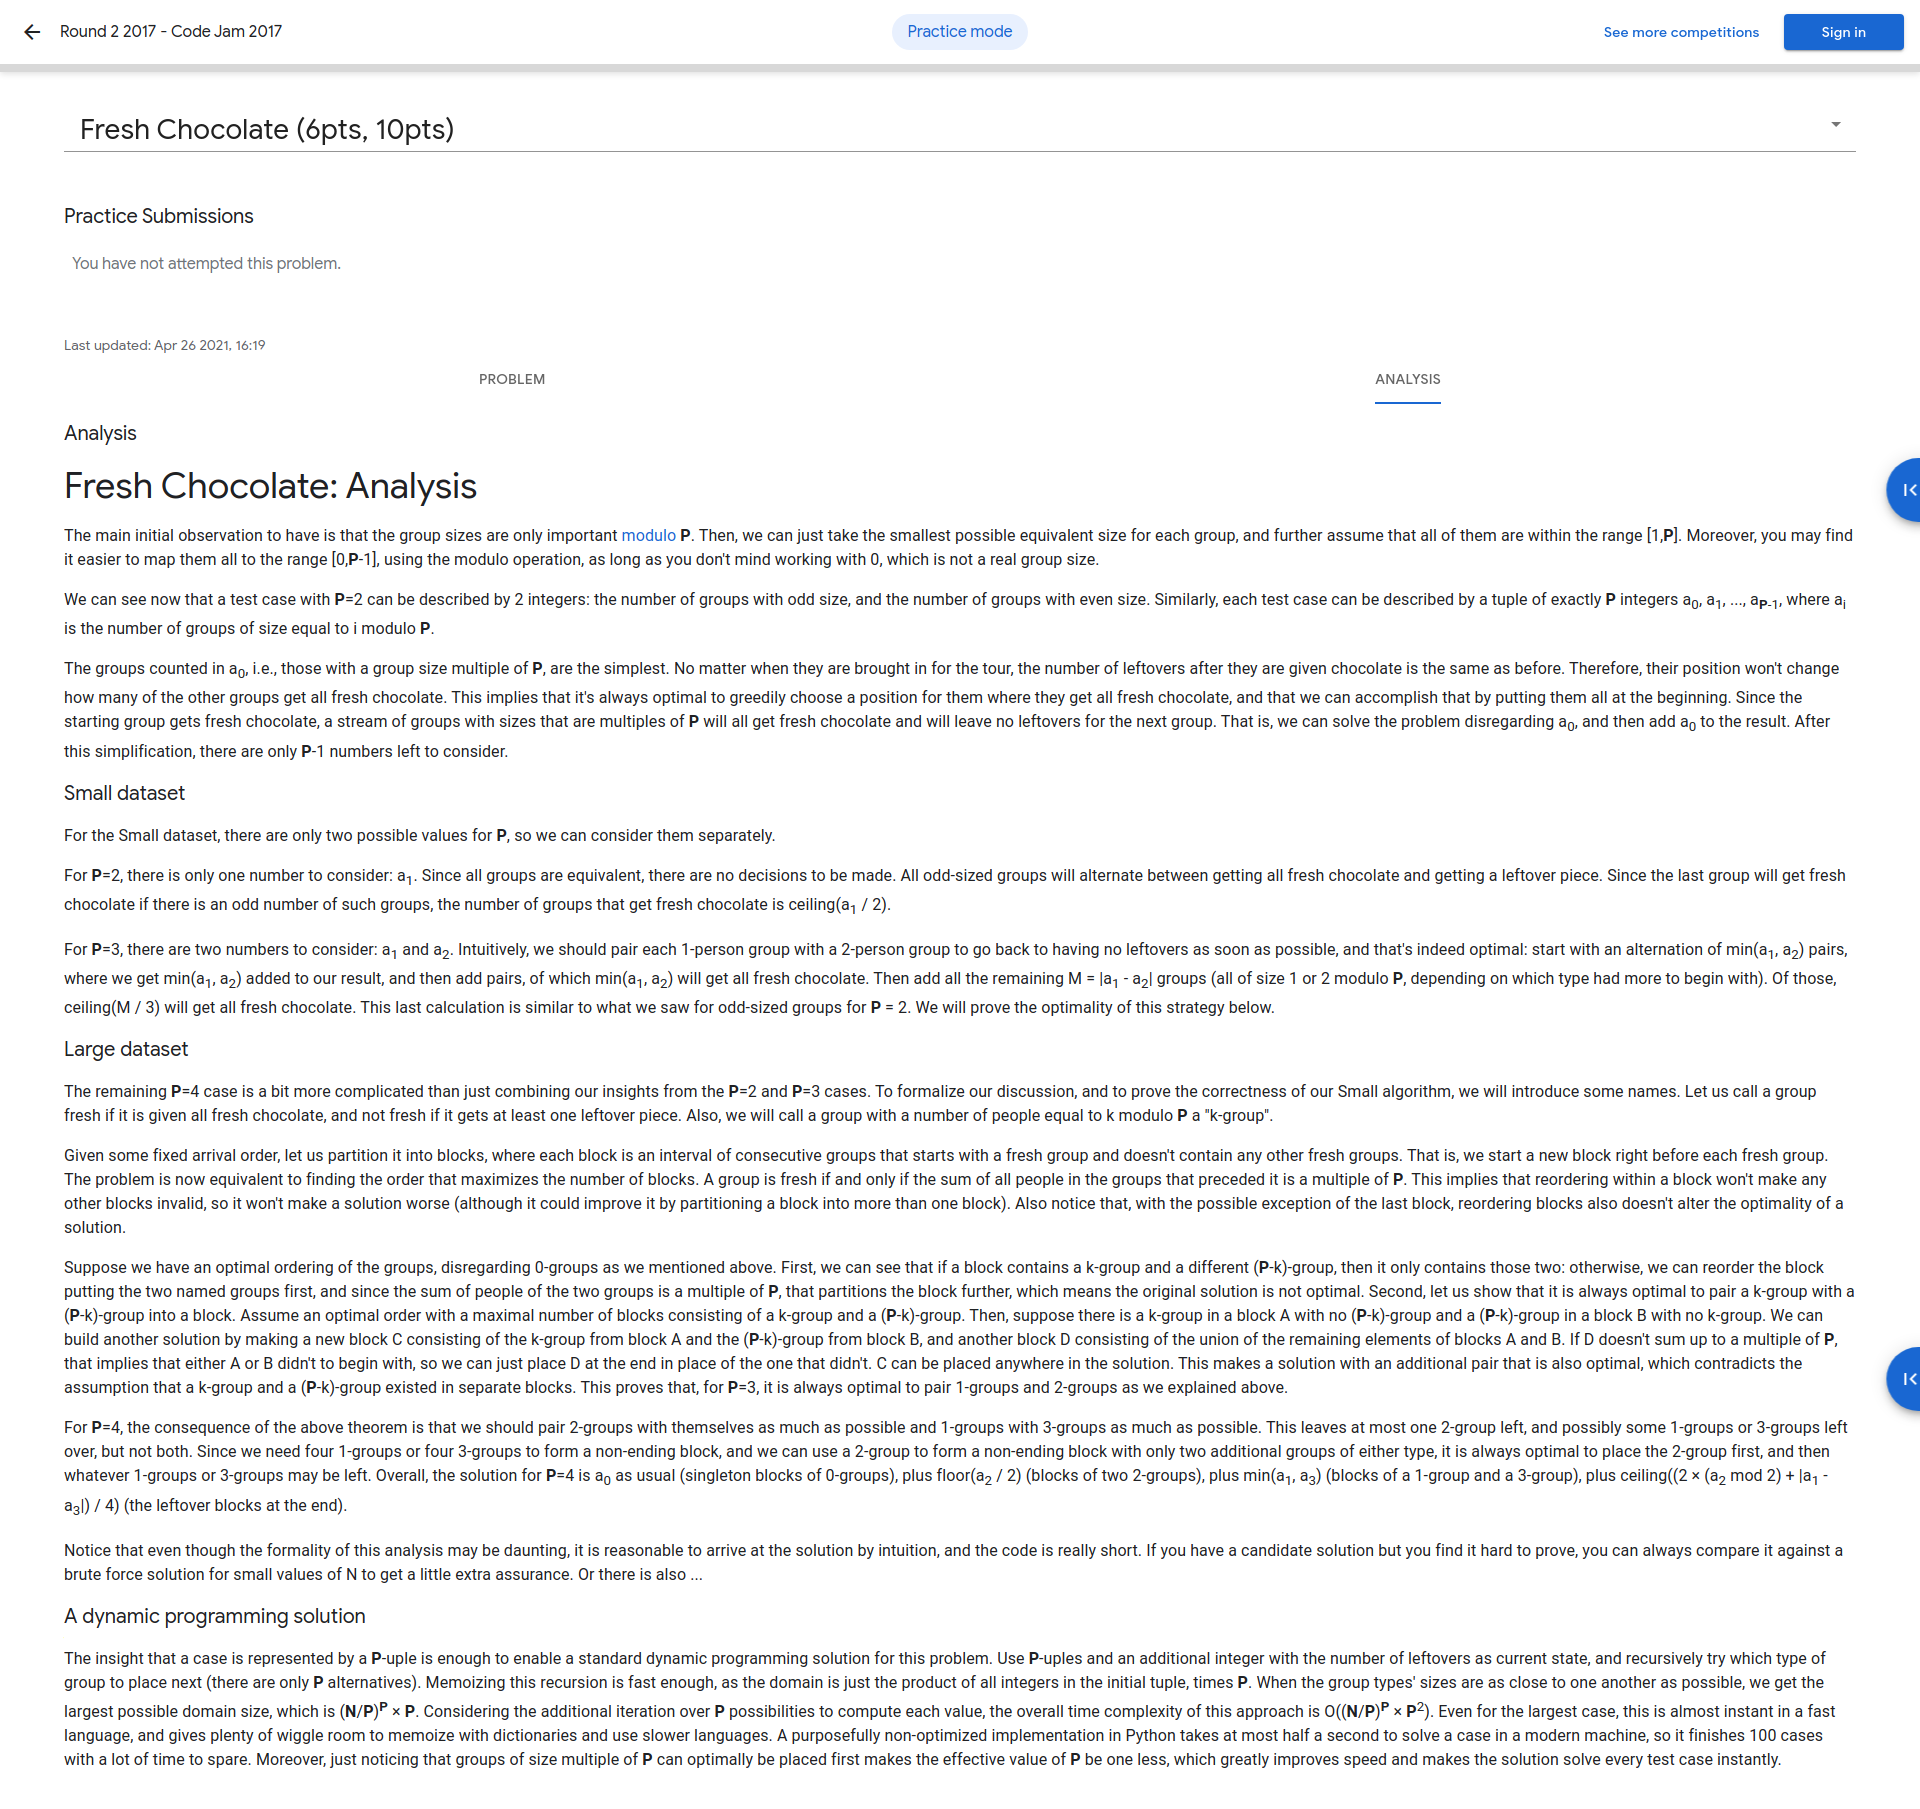 Round 2 2017 - Code Jam 2017
Practice mode
See more competitions
Sign in
Fresh Chocolate (6pts, 10pts)
Practice Submissions
You have not attempted this problem.
Last updated: Apr 26 2021, 16:19
PROBLEM
ANALYSIS
Analysis
Fresh Chocolate: Analysis
The main initial observation to have is that the group sizes are only important modulo P. Then, we can just take the smallest possible equivalent size for each group, and further assume that all of them are within the range [1,P]. Moreover, you may find
it easier to map them all to the range [0,P-1], using the modulo operation, as long as you don't mind working with 0, which is not a real group size.
We can see now that a test case with P=2 can be described by 2 integers: the number of groups with odd size, and the number of groups with even size. Similarly, each test case can be described by a tuple of exactly P integers a0, a1, ..., aP-1, where ai
is the number of groups of size equal to i modulo P.
The groups counted in a0, i.e., those with a group size multiple of P, are the simplest. No matter when they are brought in for the tour, the number of leftovers after they are given chocolate is the same as before. Therefore, their position won't change
how many of the other groups get all fresh chocolate. This implies that it's always optimal to greedily choose a position for them where they get all fresh chocolate, and that we can accomplish that by putting them all at the beginning. Since the
starting group gets fresh chocolate, a stream of groups with sizes that are multiples of P will all get fresh chocolate and will leave no leftovers for the next group. That is, we can solve the problem disregarding a0, and then add a0 to the result. After
this simplification, there are only P-1 numbers left to consider.
Small dataset
For the Small dataset, there are only two possible values for P, so we can consider them separately.
For P=2, there is only one number to consider: a1. Since all groups are equivalent, there are no decisions to be made. All odd-sized groups will alternate between getting all fresh chocolate and getting a leftover piece. Since the last group will get fresh
chocolate if there is an odd number of such groups, the number of groups that get fresh chocolate is ceiling(a1 / 2).
For P=3, there are two numbers to consider: a1 and a2. Intuitively, we should pair each 1-person group with a 2-person group to go back to having no leftovers as soon as possible, and that's indeed optimal: start with an alternation of min(a1, a2) pairs,
where we get min(a1, a2) added to our result, and then add pairs, of which min(a1, a2) will get all fresh chocolate. Then add all the remaining M = |a1 - a2| groups (all of size 1 or 2 modulo P, depending on which type had more to begin with). Of those,
ceiling(M / 3) will get all fresh chocolate. This last calculation is similar to what we saw for odd-sized groups for P = 2. We will prove the optimality of this strategy below.
Large dataset
The remaining P=4 case is a bit more complicated than just combining our insights from the P=2 and P=3 cases. To formalize our discussion, and to prove the correctness of our Small algorithm, we will introduce some names. Let us call a group
fresh if it is given all fresh chocolate, and not fresh if it gets at least one leftover piece. Also, we will call a group with a number of people equal to k modulo P a "k-group".
Given some fixed arrival order, let us partition it into blocks, where each block is an interval of consecutive groups that starts with a fresh group and doesn't contain any other fresh groups. That is, we start a new block right before each fresh group.
The problem is now equivalent to finding the order that maximizes the number of blocks. A group is fresh if and only if the sum of all people in the groups that preceded it is a multiple of P. This implies that reordering within a block won't make any
other blocks invalid, so it won't make a solution worse (although it could improve it by partitioning a block into more than one block). Also notice that, with the possible exception of the last block, reordering blocks also doesn't alter the optimality of a
solution.
Suppose we have an optimal ordering of the groups, disregarding 0-groups as we mentioned above. First, we can see that if a block contains a k-group and a different (P-k)-group, then it only contains those two: otherwise, we can reorder the block
putting the two named groups first, and since the sum of people of the two groups is a multiple of P, that partitions the block further, which means the original solution is not optimal. Second, let us show that it is always optimal to pair a k-group with a
(P-k)-group into a block. Assume an optimal order with a maximal number of blocks consisting of a k-group and a (P-k)-group. Then, suppose there is a k-group in a block A with no (P-k)-group and a (P-k)-group in a block B with no k-group. We can
build another solution by making a new block C consisting of the k-group from block A and the (P-k)-group from block B, and another block D consisting of the union of the remaining elements of blocks A and B. If D doesn't sum up to a multiple of P,
that implies that either A or B didn't to begin with, so we can just place D at the end in place of the one that didn't. C can be placed anywhere in the solution. This makes a solution with an additional pair that is also optimal, which contradicts the
assumption that a k-group and a (P-k)-group existed in separate blocks. This proves that, for P=3, it is always optimal to pair 1-groups and 2-groups as we explained above.
For P=4, the consequence of the above theorem is that we should pair 2-groups with themselves as much as possible and 1-groups with 3-groups as much as possible. This leaves at most one 2-group left, and possibly some 1-groups or 3-groups left
over, but not both. Since we need four 1-groups or four 3-groups to form a non-ending block, and we can use a 2-group to form a non-ending block with only two additional groups of either type, it is always optimal to place the 2-group first, and then
whatever 1-groups or 3-groups may be left. Overall, the solution for P=4 is a0 as usual (singleton blocks of 0-groups), plus floor(a2 / 2) (blocks of two 2-groups), plus min(a1, a3) (blocks of a 1-group and a 3-group), plus ceiling((2 × (a2 mod 2) + |a1 -
a3|) / 4) (the leftover blocks at the end).
Notice that even though the formality of this analysis may be daunting, it is reasonable to arrive at the solution by intuition, and the code is really short. If you have a candidate solution but you find it hard to prove, you can always compare it against a
brute force solution for small values of N to get a little extra assurance. Or there is also ...
A dynamic programming solution
The insight that a case is represented by a P-uple is enough to enable a standard dynamic programming solution for this problem. Use P-uples and an additional integer with the number of leftovers as current state, and recursively try which type of
group to place next (there are only P alternatives). Memoizing this recursion is fast enough, as the domain is just the product of all integers in the initial tuple, times P. When the group types' sizes are as close to one another as possible, we get the
largest possible domain size, which is (N/P)^P × P. Considering the additional iteration over P possibilities to compute each value, the overall time complexity of this approach is O((N/P)^P × P^2). Even for the largest case, this is almost instant in a fast
language, and gives plenty of wiggle room to memoize with dictionaries and use slower languages. A purposefully non-optimized implementation in Python takes at most half a second to solve a case in a modern machine, so it finishes 100 cases
with a lot of time to spare. Moreover, just noticing that groups of size multiple of P can optimally be placed first makes the effective value of P be one less, which greatly improves speed and makes the solution solve every test case instantly.